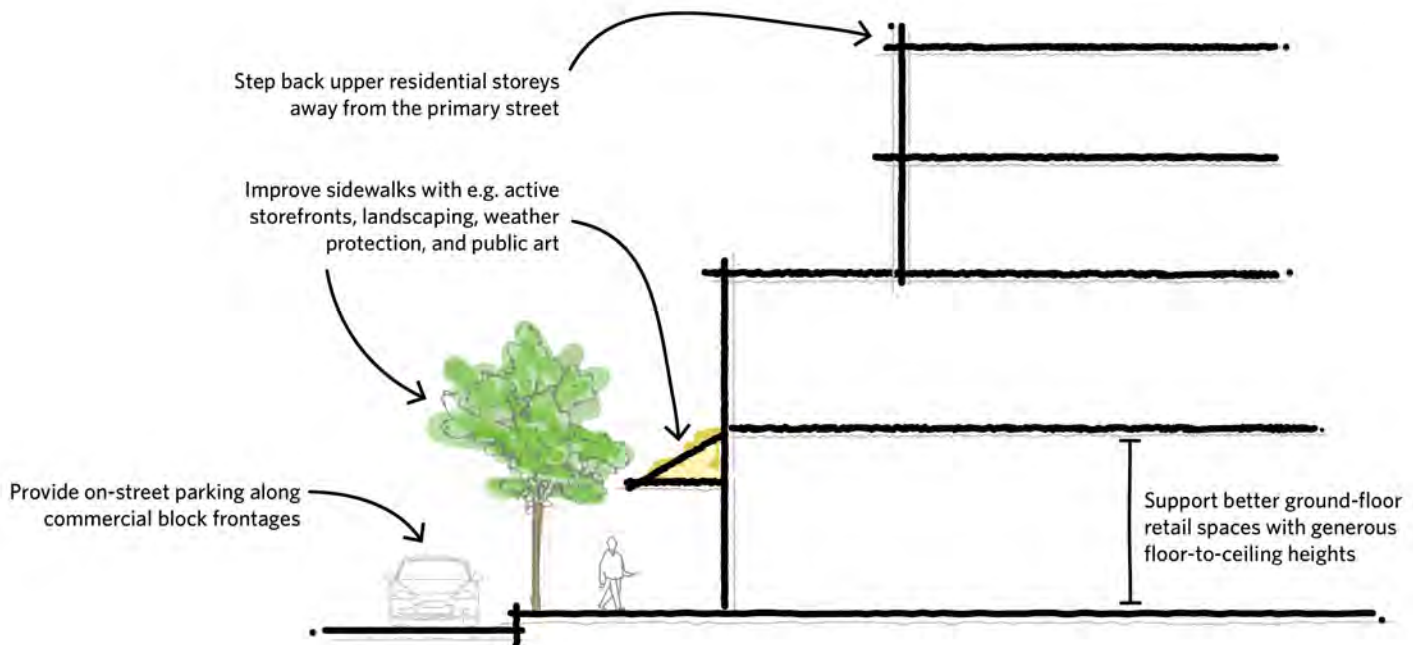 Step back upper residential storeys
away from the primary street
Improve sidewalks with e.g. active
storefronts, landscaping, weather
protection, and public art
Provide on-street parking along
commercial block frontages
Support better ground-floor
retail spaces with generous
floor-to-ceiling heights